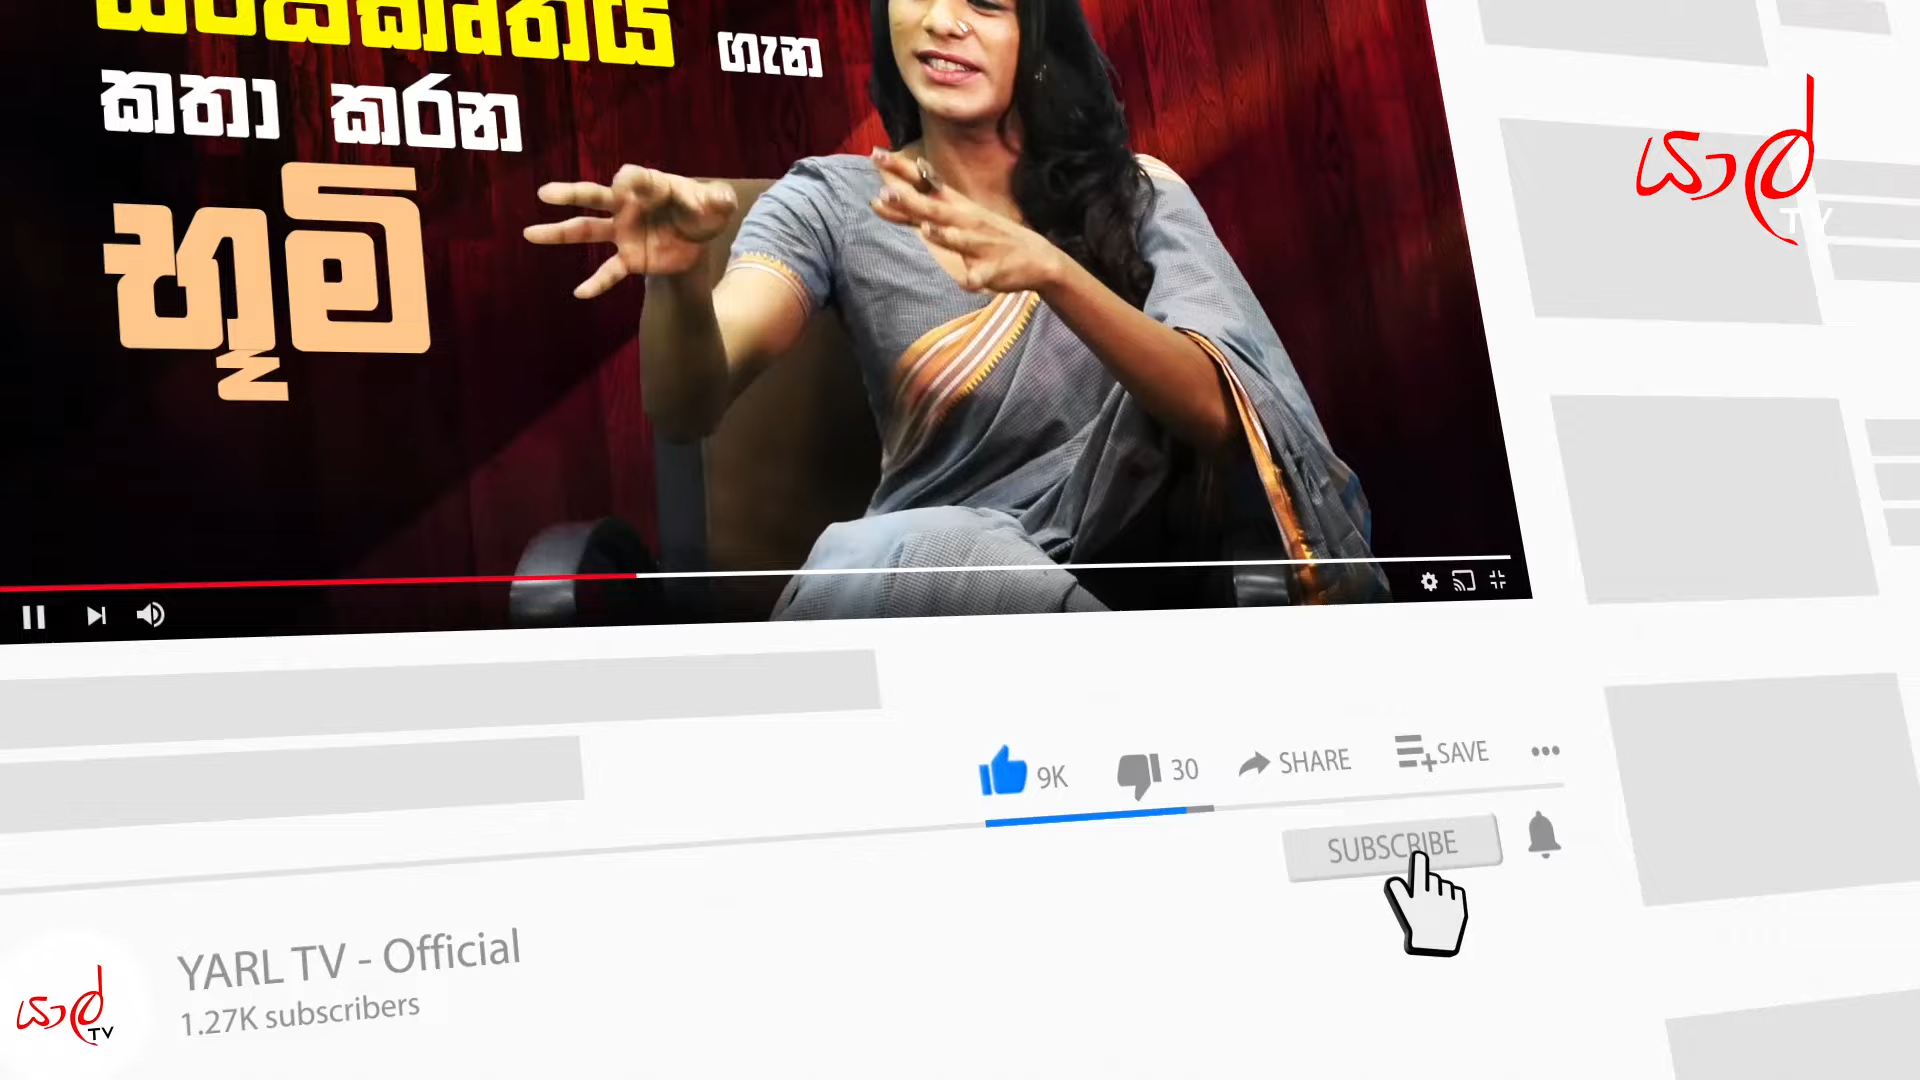 සංස්කෘතිය ගැන
කතා කරන
භූමි
යාල්
TV
9K
30
SHARE
SAVE
SUBSCRIBE
YARL TV - Official
1.27K subscribers
යාල්
TV